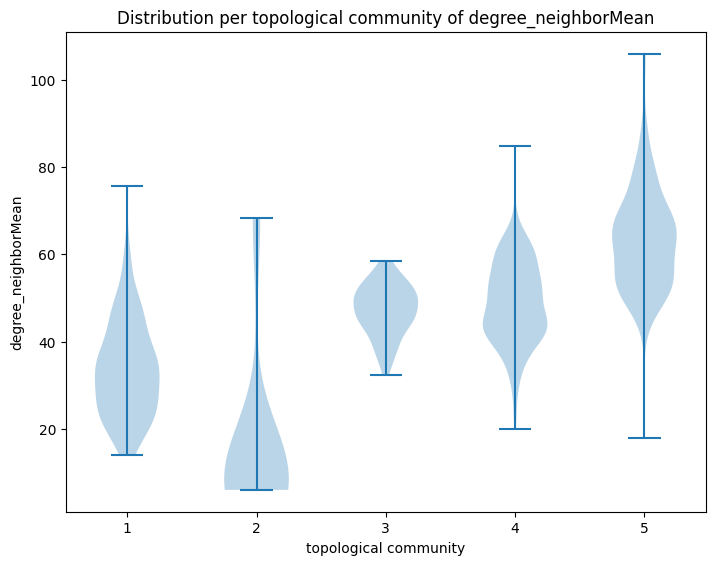 Distribution per topological community of degree_neighborMean
degree_neighborMean
100
80
60
40
20
1 2 3 4 5
topological community